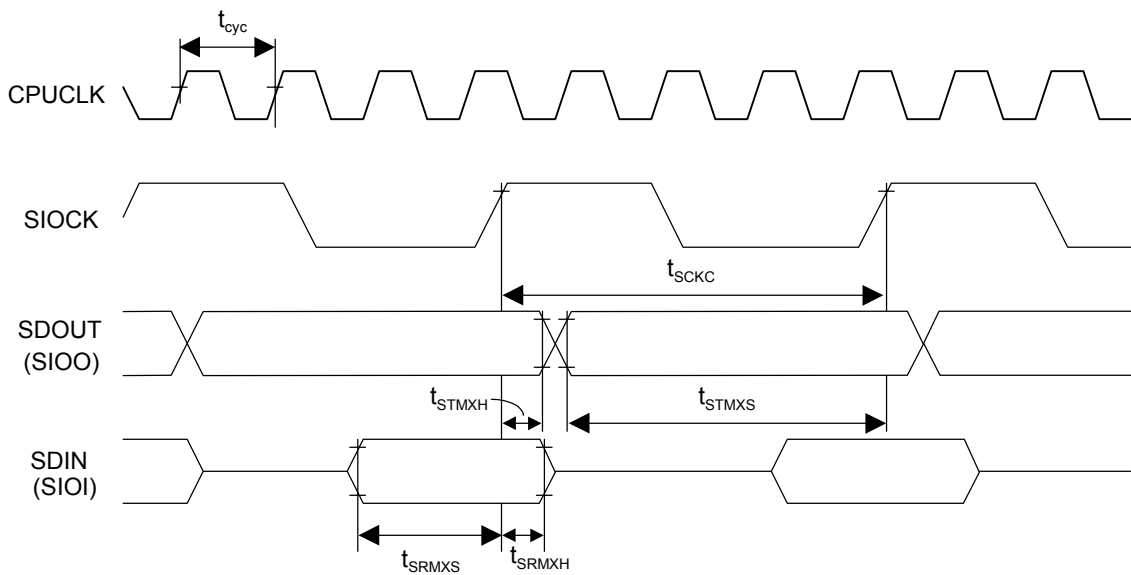 tcyc
CPUCLK
SIOCK
tSCKC
SDOUT
(SIOO)
tSTMXH
tSTMXS
SDIN
(SIOI)
tSRMXS
tSRMXH